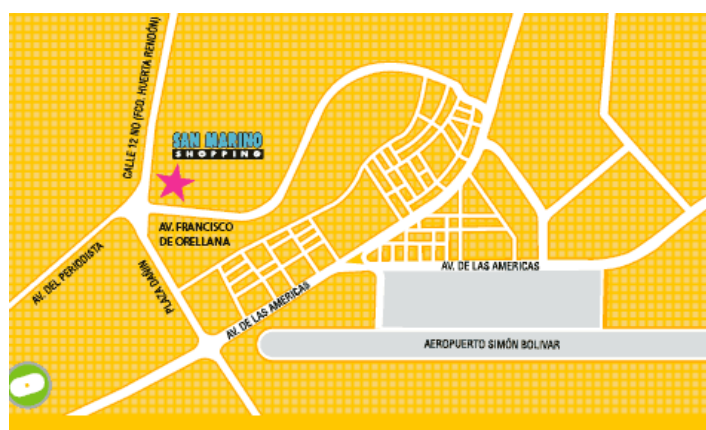 CALLE 12 NO (FCO. HUERTA RENDÓN)
SAN MARINO
SHOPPING
AV. FRANCISCO
DE ORELLANA
AV. DEL PERIODISTA
PLAZA DAÑIN
AV. DE LAS AMERICAS
AV. DE LAS AMERICAS
AEROPUERTO SIMÓN BOLIVAR